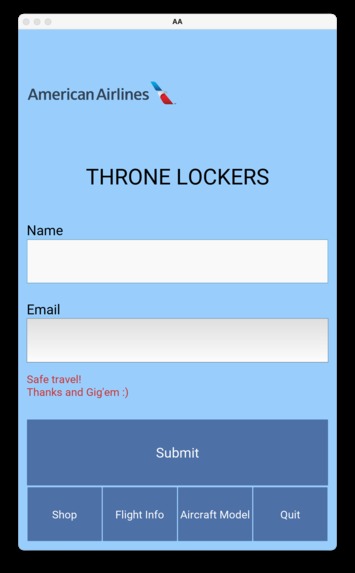 AA
American Airlines
THRONE LOCKERS
Name
Email
Safe travel!
Thanks and Gig'em :)
Submit
Shop Flight Info Aircraft Model Quit